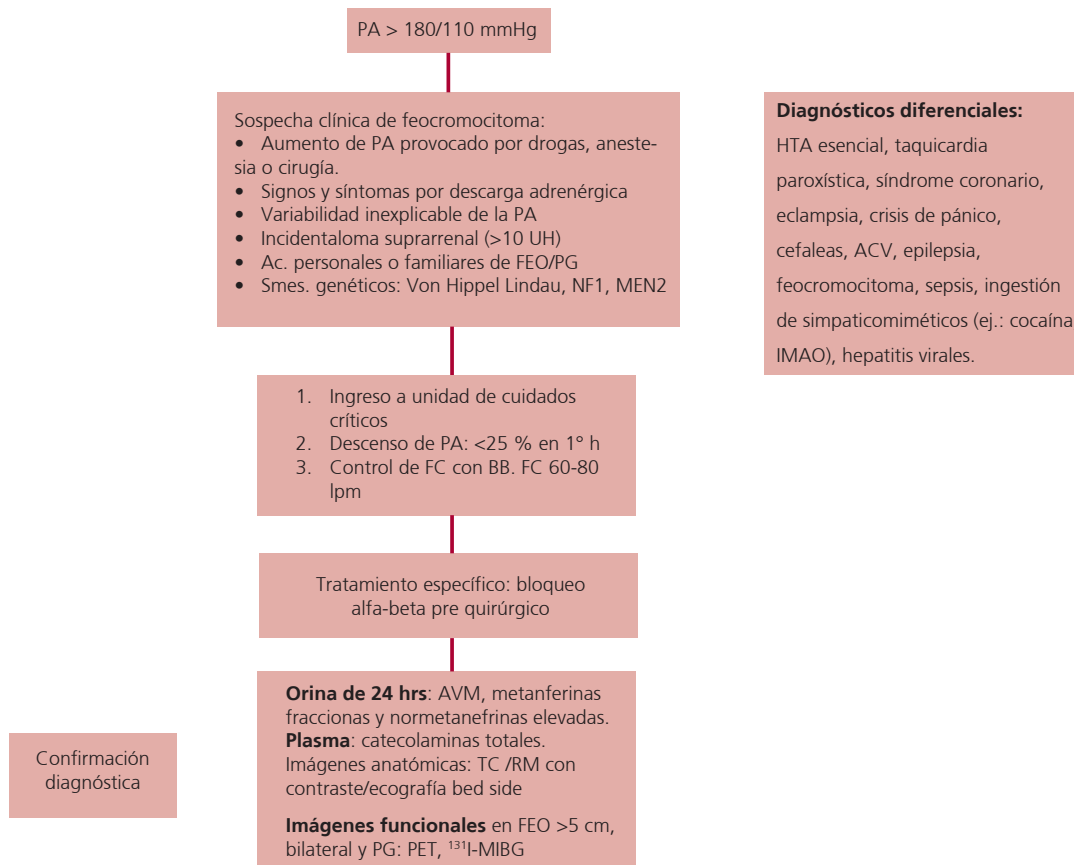 PA > 180/110 mmHg
Sospecha clínica de feocromocitoma:
• Aumento de PA provocado por drogas, aneste-
sia o cirugía.
• Signos y síntomas por descarga adrenérgica
• Variabilidad inexplicable de la PA
• Incidentaloma suprarrenal (>10 UH)
• Ac. personales o familiares de FEO/PG
• Smes. genéticos: Von Hippel Lindau, NF1, MEN2
Diagnósticos diferenciales:
HTA esencial, taquicardia
paroxística, síndrome coronario,
eclampsia, crisis de pánico,
cefaleas, ACV, epilepsia,
feocromocitoma, sepsis, ingestión
de simpaticomiméticos (ej.: cocaína
IMAO), hepatitis virales.
1. Ingreso a unidad de cuidados
críticos
2. Descenso de PA: <25 % en 1° h
3. Control de FC con BB. FC 60-80
lpm
Tratamiento específico: bloqueo
alfa-beta pre quirúrgico
Confirmación
diagnóstica
Orina de 24 hrs: AVM, metanferinas
fraccionas y normetanefrinas elevadas.
Plasma: catecolaminas totales.
Imágenes anatómicas: TC /RM con
contraste/ecografía bed side
Imágenes funcionales en FEO >5 cm,
bilateral y PG: PET, ¹³¹I-MIBG